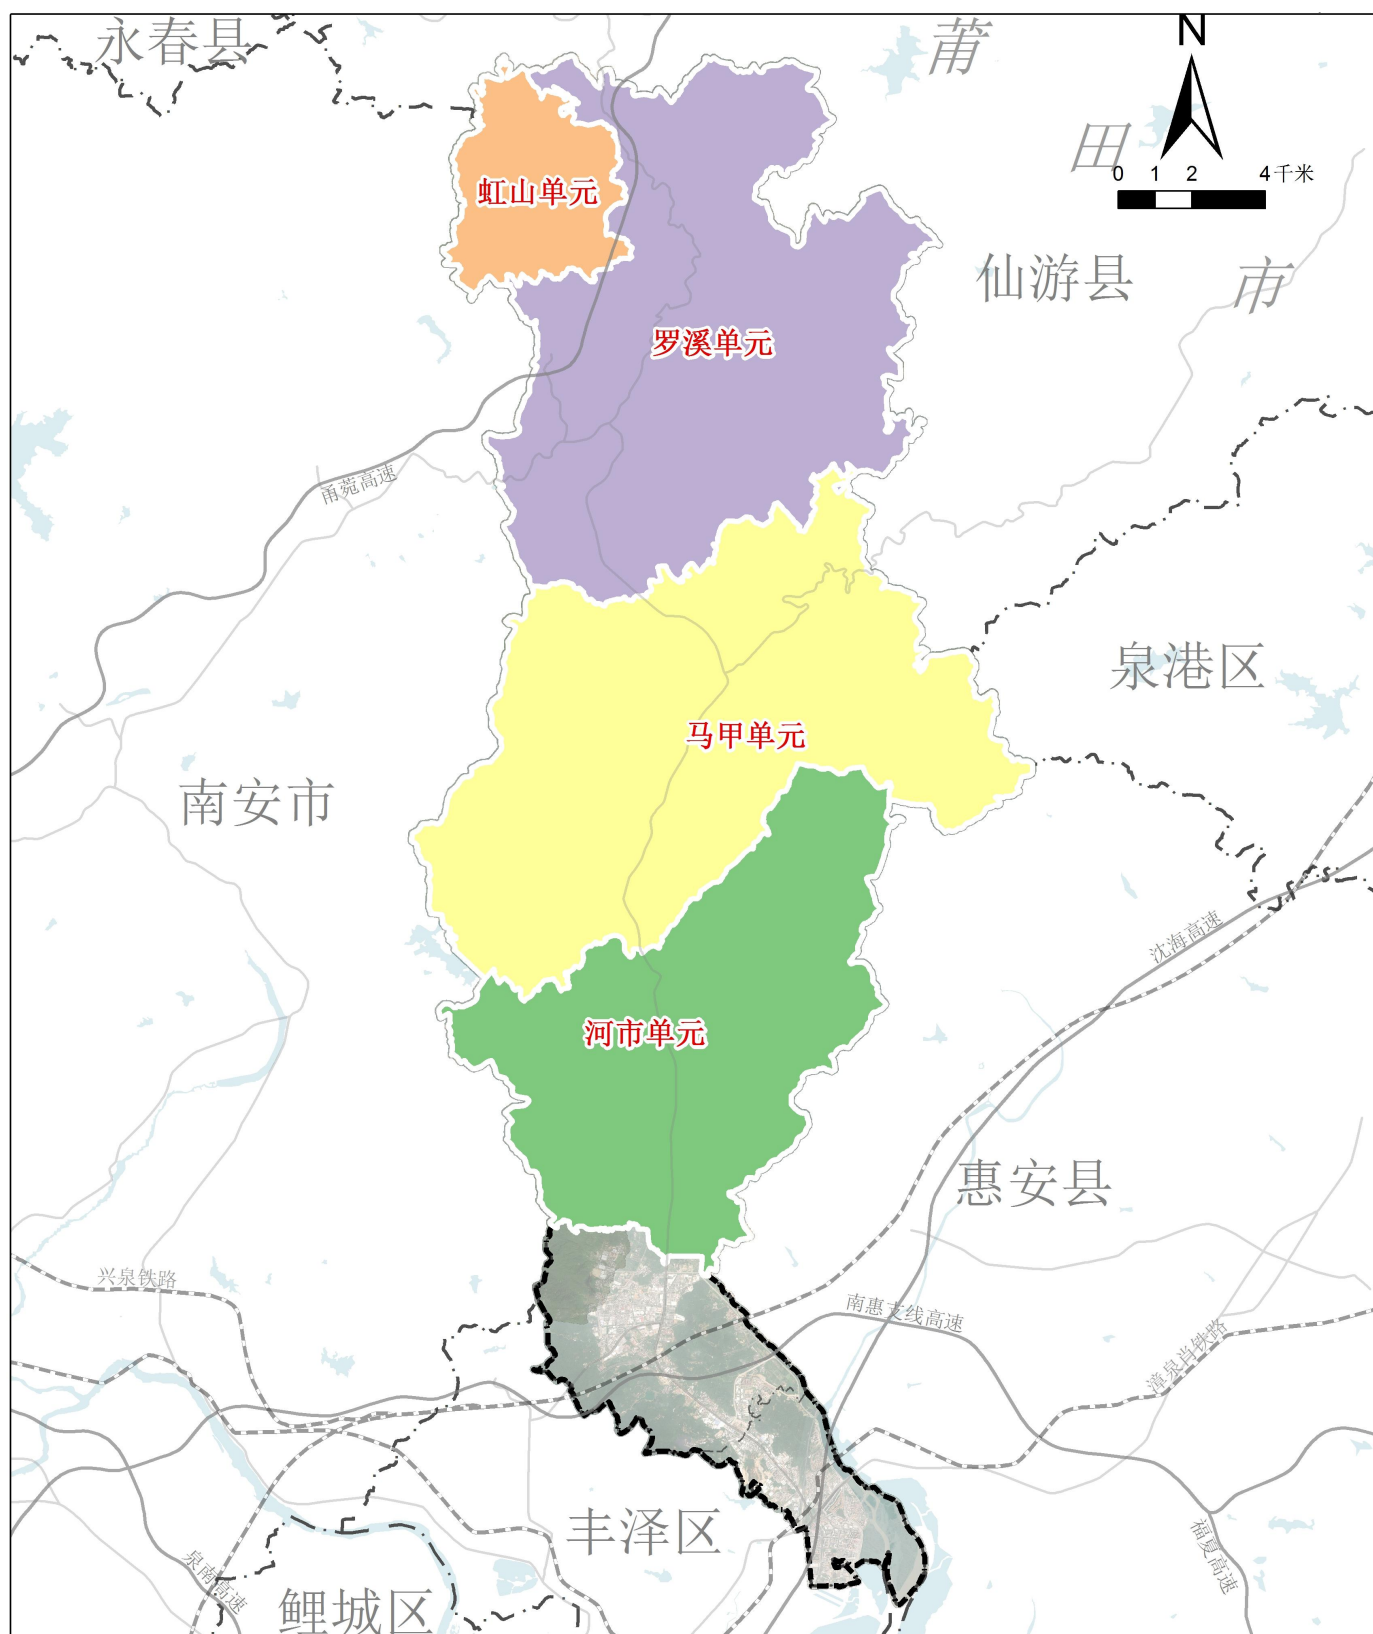 永春县
莆
田
市
N
0 1 2 4千米
虹山单元
仙游县
罗溪单元
甬莞高速
泉港区
马甲单元
南安市
沈海高速
河市单元
惠安县
兴泉铁路
南惠支线高速
漳泉肖铁路
丰泽区
福夏高速
泉南高速
鲤城区